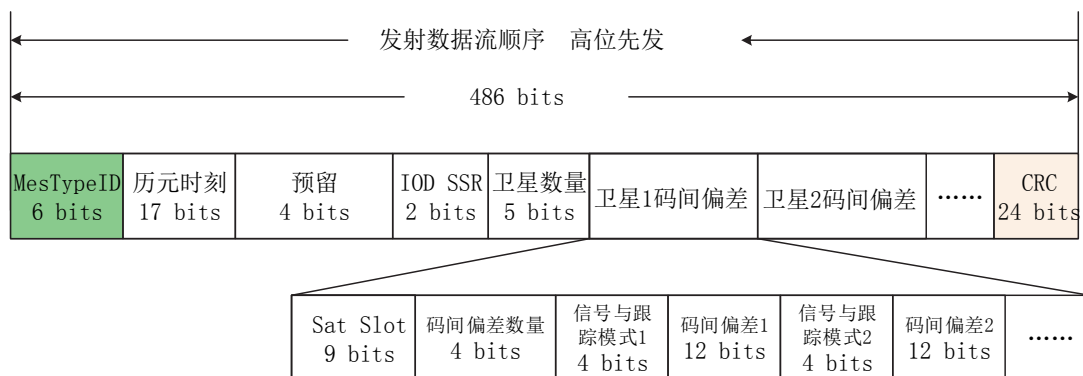 发射数据流顺序 高位先发
486 bits
MesTypeID
6 bits
历元时刻
17 bits
预留
4 bits
IOD SSR
2 bits
卫星数量
5 bits
卫星1码间偏差
卫星2码间偏差
……
CRC
24 bits
Sat Slot
9 bits
码间偏差数量
4 bits
信号与跟
踪模式1
4 bits
码间偏差1
12 bits
信号与跟
踪模式2
4 bits
码间偏差2
12 bits
……